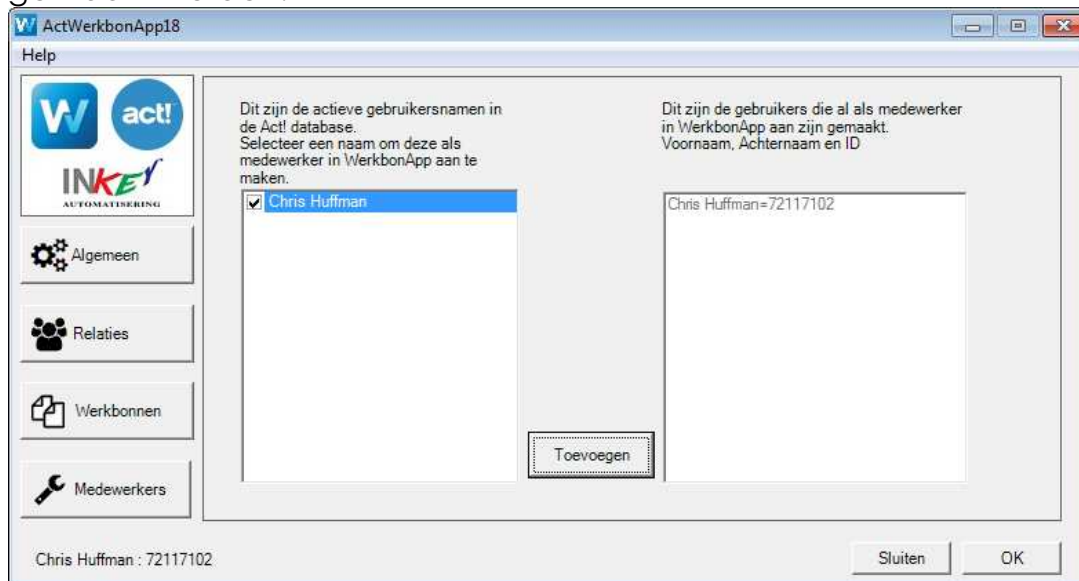 ActWerkbonApp18
Help
W act!
INKEY
AUTOMATISERING
Algemeen
Relaties
Werkbonnen
Medewerkers
Dit zijn de actieve gebruikersnamen in
de Act! database.
Selecteer een naam om deze als
medewerker in WerkbonApp aan te
maken.
Chris Huffman
Toevoegen
Dit zijn de gebruikers die al als medewerker
in WerkbonApp aan zijn gemaakt.
Voornaam, Achternaam en ID
Chris Huffman=72117102
Chris Huffman : 72117102
Sluiten
OK